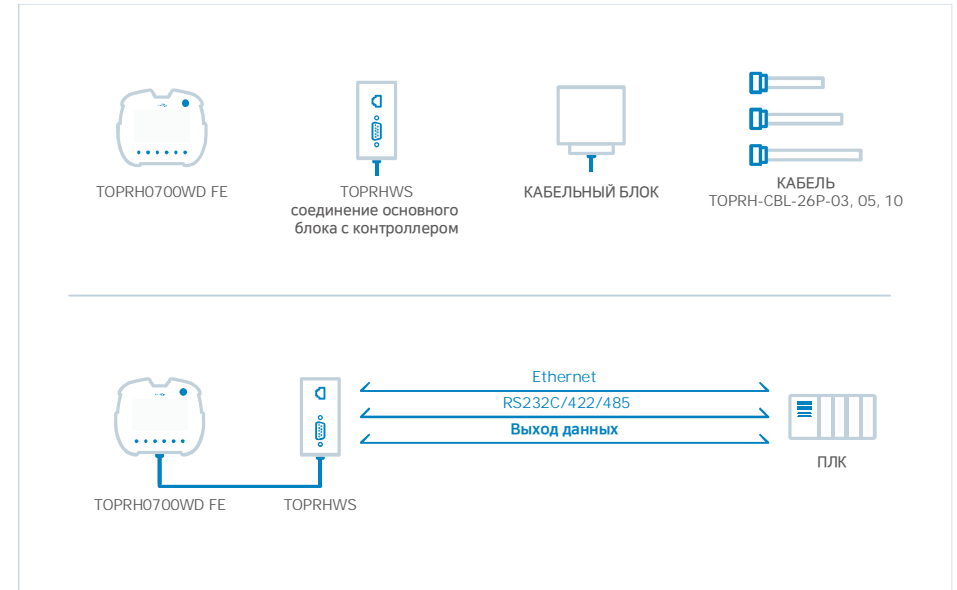 TOPRH0700WD FE
TOPRHWS
соединение основного
блока с контроллером
КАБЕЛЬНЫЙ БЛОК
КАБЕЛЬ
TOPRH-CBL-26P-03, 05, 10
Ethernet
RS232C/422/485
Выход данных
ПЛК
TOPRH0700WD FE
TOPRHWS